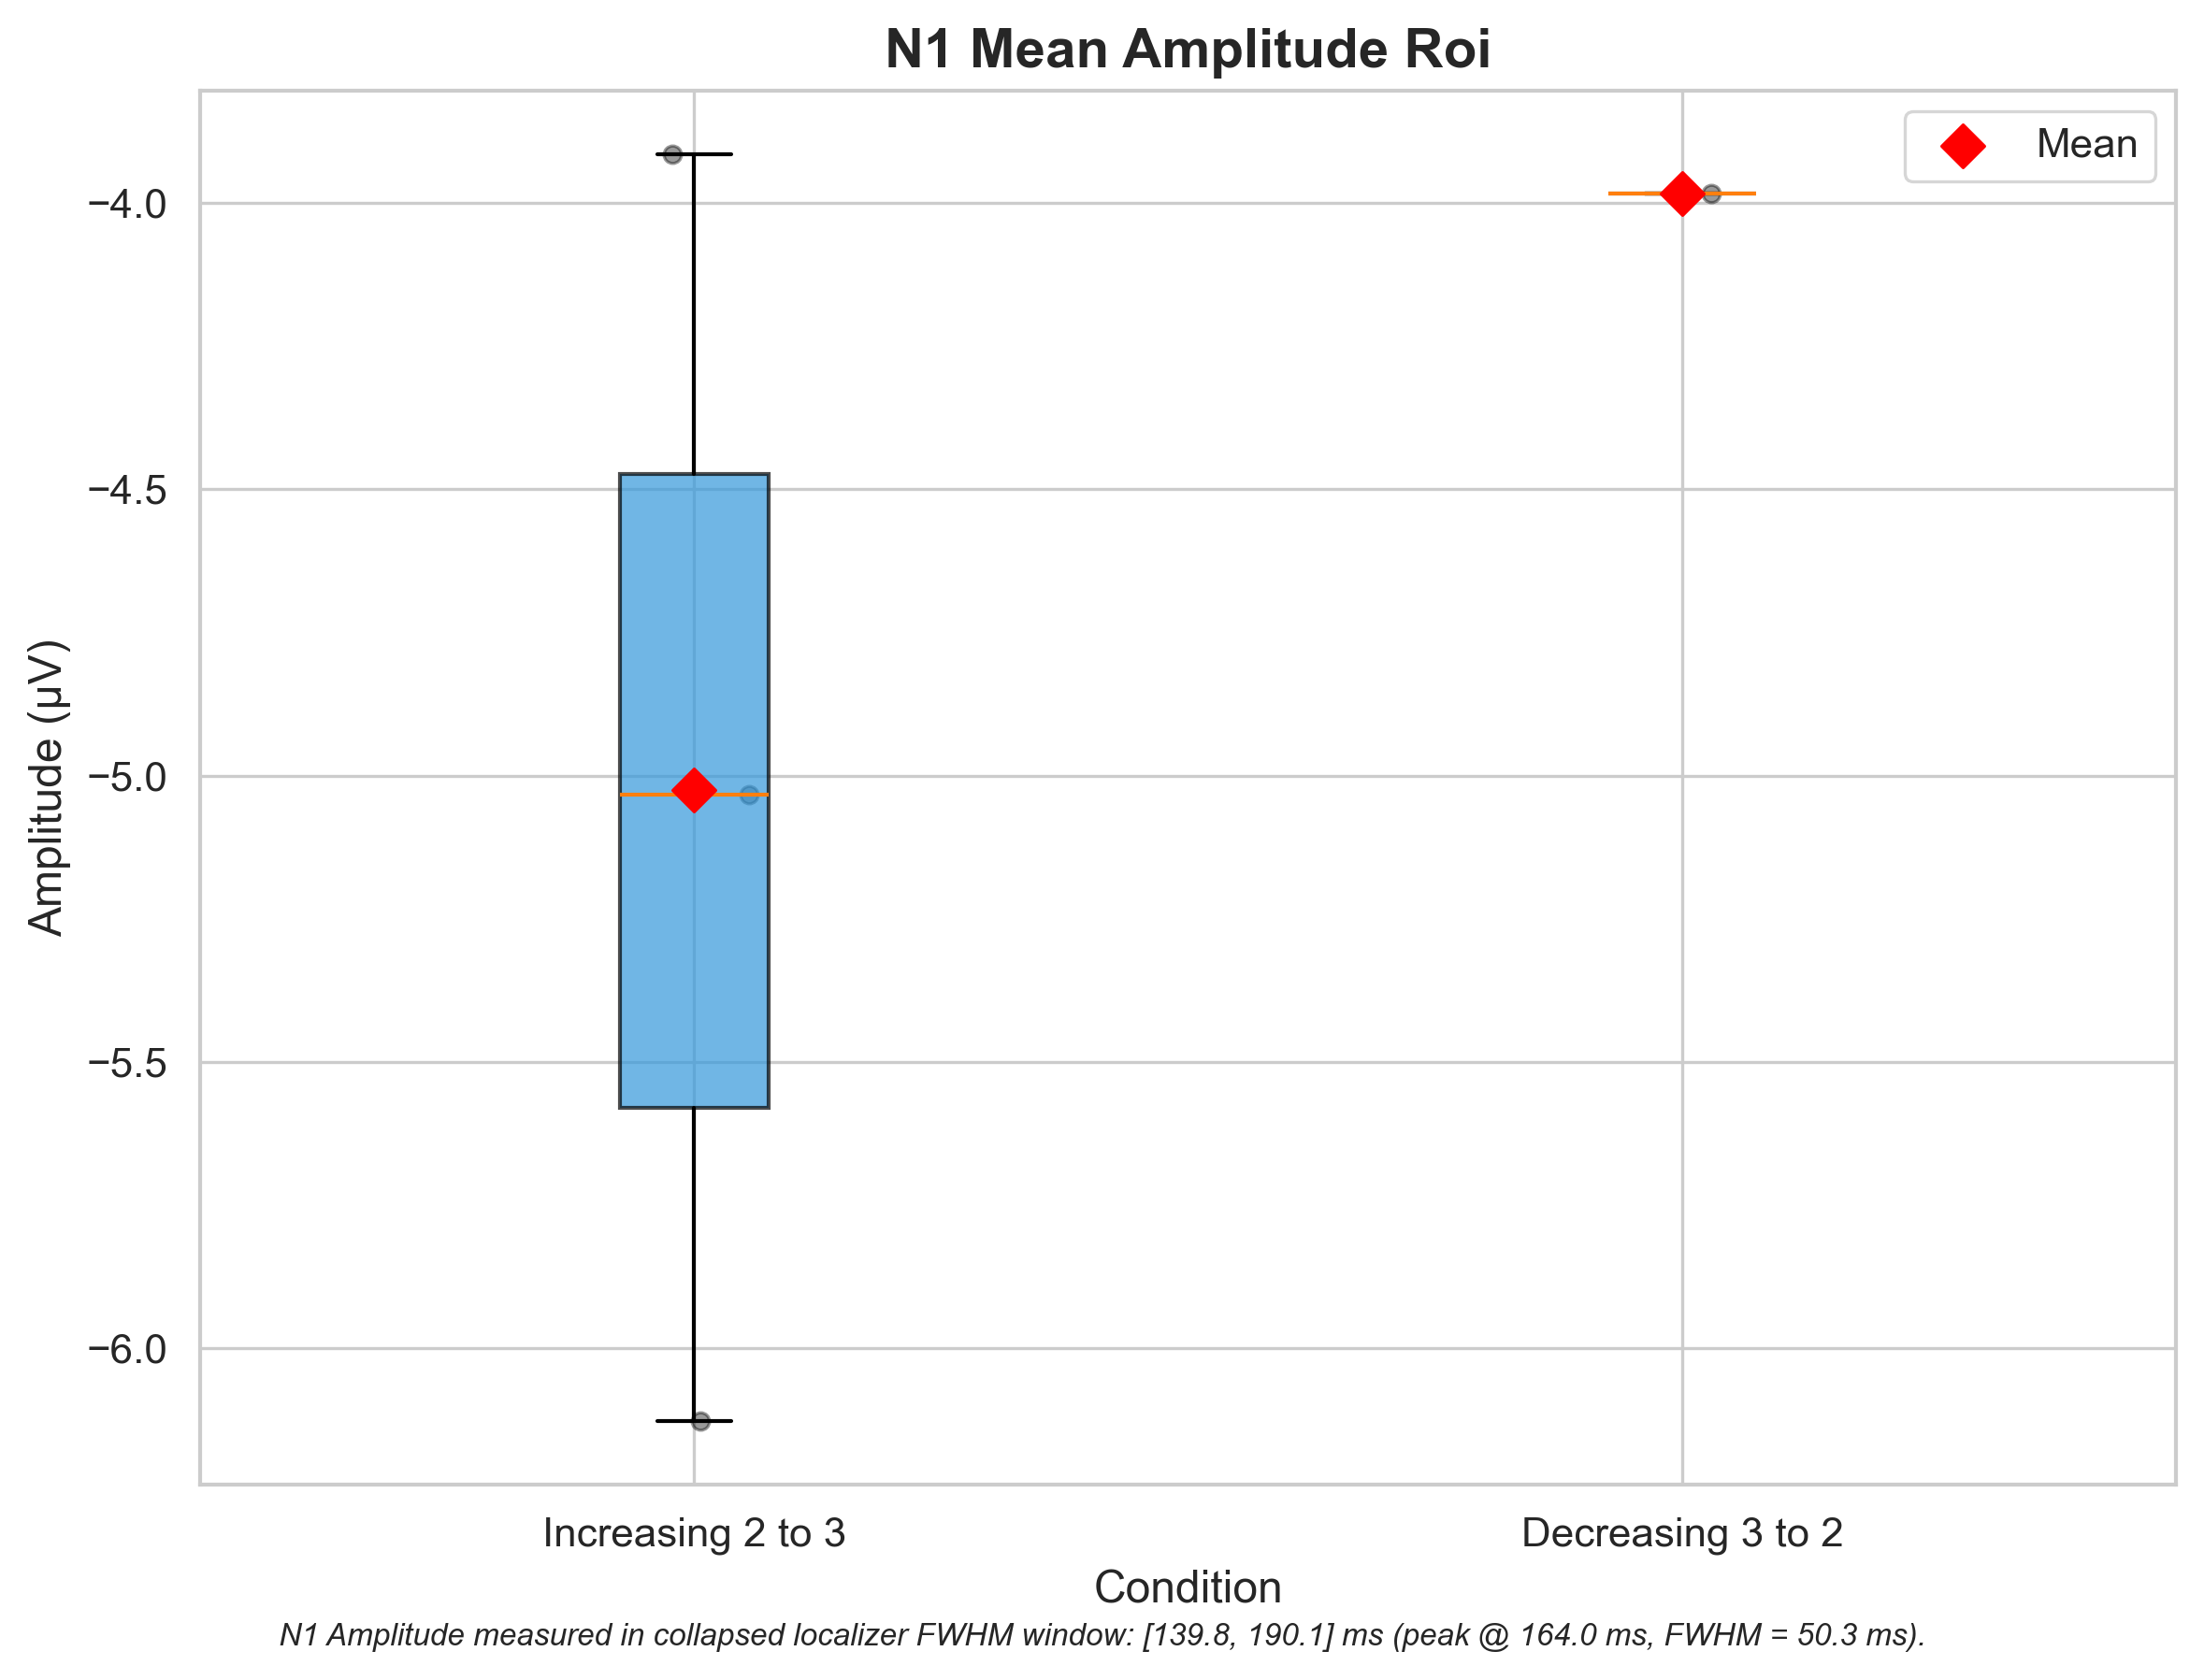 N1 Mean Amplitude Roi
Mean
−4.0
−4.5
−5.0
−5.5
−6.0
Amplitude (µV)
Increasing 2 to 3
Decreasing 3 to 2
Condition
N1 Amplitude measured in collapsed localizer FWHM window: [139.8, 190.1] ms (peak @ 164.0 ms, FWHM = 50.3 ms).